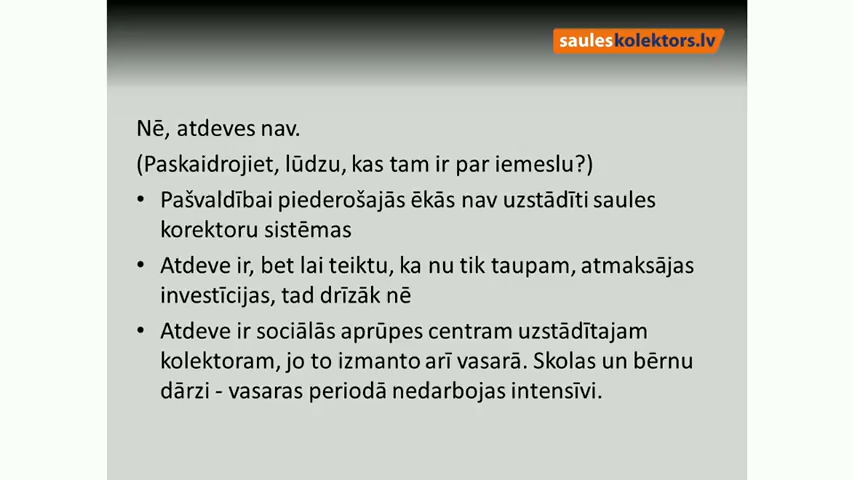 sauleskolektors.lv
Nē, atdeves nav.
(Paskaidrojiet, lūdzu, kas tam ir par iemeslu?)
• Pašvaldībai piederošajās ēkās nav uzstādīti saules
korektoru sistēmas
• Atdeve ir, bet lai teiktu, ka nu tik taupam, atmaksājas
investīcijas, tad drīzāk nē
• Atdeve ir sociālās aprūpes centram uzstādītajam
kolektoram, jo to izmanto arī vasarā. Skolas un bērnu
dārzi - vasaras periodā nedarbojas intensīvi.